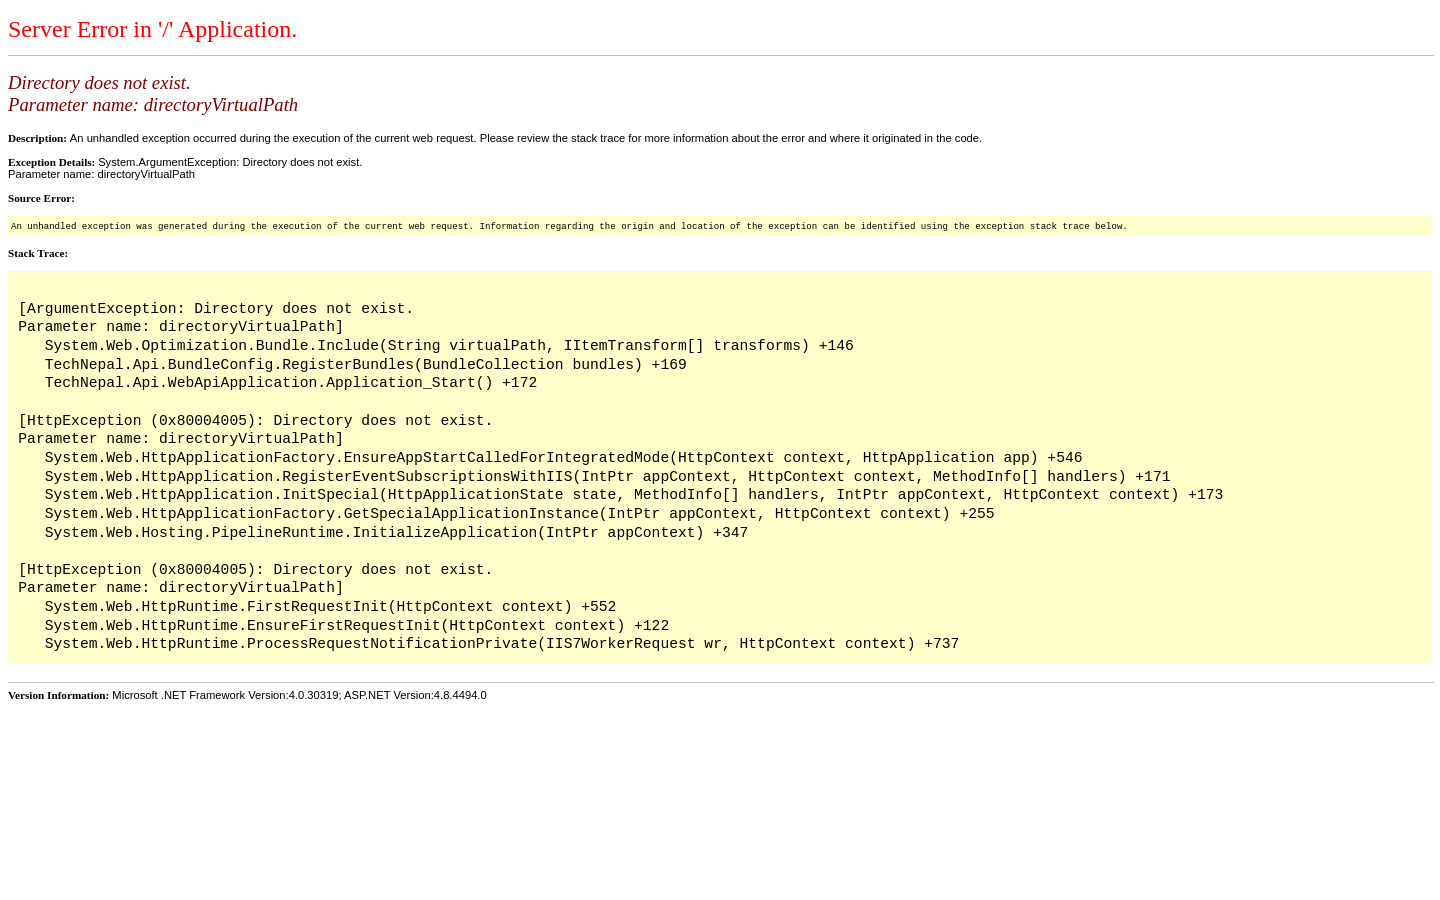 Server Error in '/' Application.
Directory does not exist.
Parameter name: directoryVirtualPath
Description: An unhandled exception occurred during the execution of the current web request. Please review the stack trace for more information about the error and where it originated in the code.
Exception Details: System.ArgumentException: Directory does not exist.
Parameter name: directoryVirtualPath
Source Error:
An unhandled exception was generated during the execution of the current web request. Information regarding the origin and location of the exception can be identified using the exception stack trace below.
Stack Trace:
[ArgumentException: Directory does not exist.
Parameter name: directoryVirtualPath]
   System.Web.Optimization.Bundle.Include(String virtualPath, IItemTransform[] transforms) +146
   TechNepal.Api.BundleConfig.RegisterBundles(BundleCollection bundles) +169
   TechNepal.Api.WebApiApplication.Application_Start() +172
[HttpException (0x80004005): Directory does not exist.
Parameter name: directoryVirtualPath]
   System.Web.HttpApplicationFactory.EnsureAppStartCalledForIntegratedMode(HttpContext context, HttpApplication app) +546
   System.Web.HttpApplication.RegisterEventSubscriptionsWithIIS(IntPtr appContext, HttpContext context, MethodInfo[] handlers) +171
   System.Web.HttpApplication.InitSpecial(HttpApplicationState state, MethodInfo[] handlers, IntPtr appContext, HttpContext context) +173
   System.Web.HttpApplicationFactory.GetSpecialApplicationInstance(IntPtr appContext, HttpContext context) +255
   System.Web.Hosting.PipelineRuntime.InitializeApplication(IntPtr appContext) +347
[HttpException (0x80004005): Directory does not exist.
Parameter name: directoryVirtualPath]
   System.Web.HttpRuntime.FirstRequestInit(HttpContext context) +552
   System.Web.HttpRuntime.EnsureFirstRequestInit(HttpContext context) +122
   System.Web.HttpRuntime.ProcessRequestNotificationPrivate(IIS7WorkerRequest wr, HttpContext context) +737
Version Information: Microsoft .NET Framework Version:4.0.30319; ASP.NET Version:4.8.4494.0